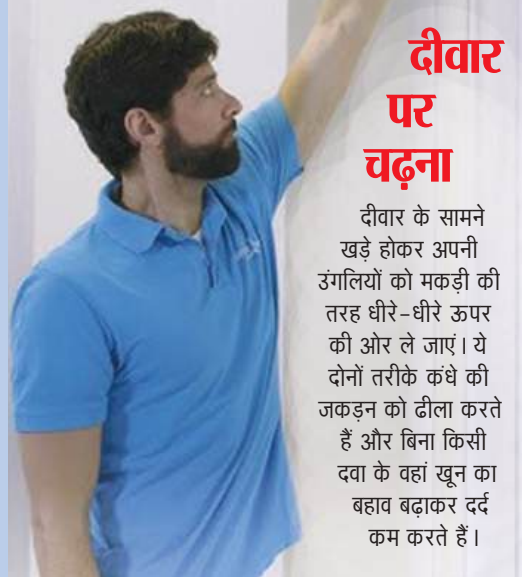 दीवार
पर
चढ़ना
दीवार के सामने
खड़े होकर अपनी
उंगलियों को मकड़ी की
तरह धीरे-धीरे ऊपर
की ओर ले जाएं। ये
दोनों तरीके कंधे की
जकड़न को ढीला करते
हैं और बिना किसी
दवा के वहां खून का
बहाव बढ़ाकर दर्द
कम करते हैं।